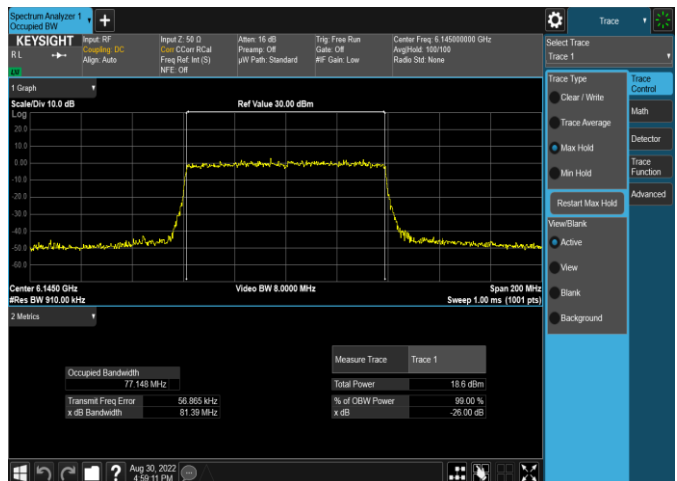 Spectrum Analyzer 1
Occupied BW
Trace
KEYSIGHT
R L
LW
Input: RF
Coupling: DC
Align: Auto
Input Z: 50 Ω
Corr CCorr RCal
Freq Ref: Int (S)
NFE: Off
Atten: 16 dB
Preamp: Off
µW Path: Standard
Trig: Free Run
Gate: Off
#IF Gain: Low
Center Freq: 6.145000000 GHz
Avg|Hold: 100/100
Radio Std: None
Select Trace
Trace 1
1 Graph
Scale/Div 10.0 dB
Ref Value 30.00 dBm
Log
20.0
10.0
0.00
-10.0
-20.0
-30.0
-40.0
-50.0
-60.0
Center 6.1450 GHz
#Res BW 910.00 kHz
Video BW 8.0000 MHz
Span 200 MHz
Sweep 1.00 ms (1001 pts)
2 Metrics
Occupied Bandwidth
77.148 MHz
Transmit Freq Error 56.865 kHz
x dB Bandwidth 81.39 MHz
Measure Trace Trace 1
Total Power 18.6 dBm
% of OBW Power 99.00 %
x dB -26.00 dB
Trace Type
Clear / Write
Trace Average
Max Hold
Min Hold
Restart Max Hold
View/Blank
Active
View
Blank
Background
Trace
Control
Math
Detector
Trace
Function
Advanced
Aug 30, 2022
4:59:11 PM